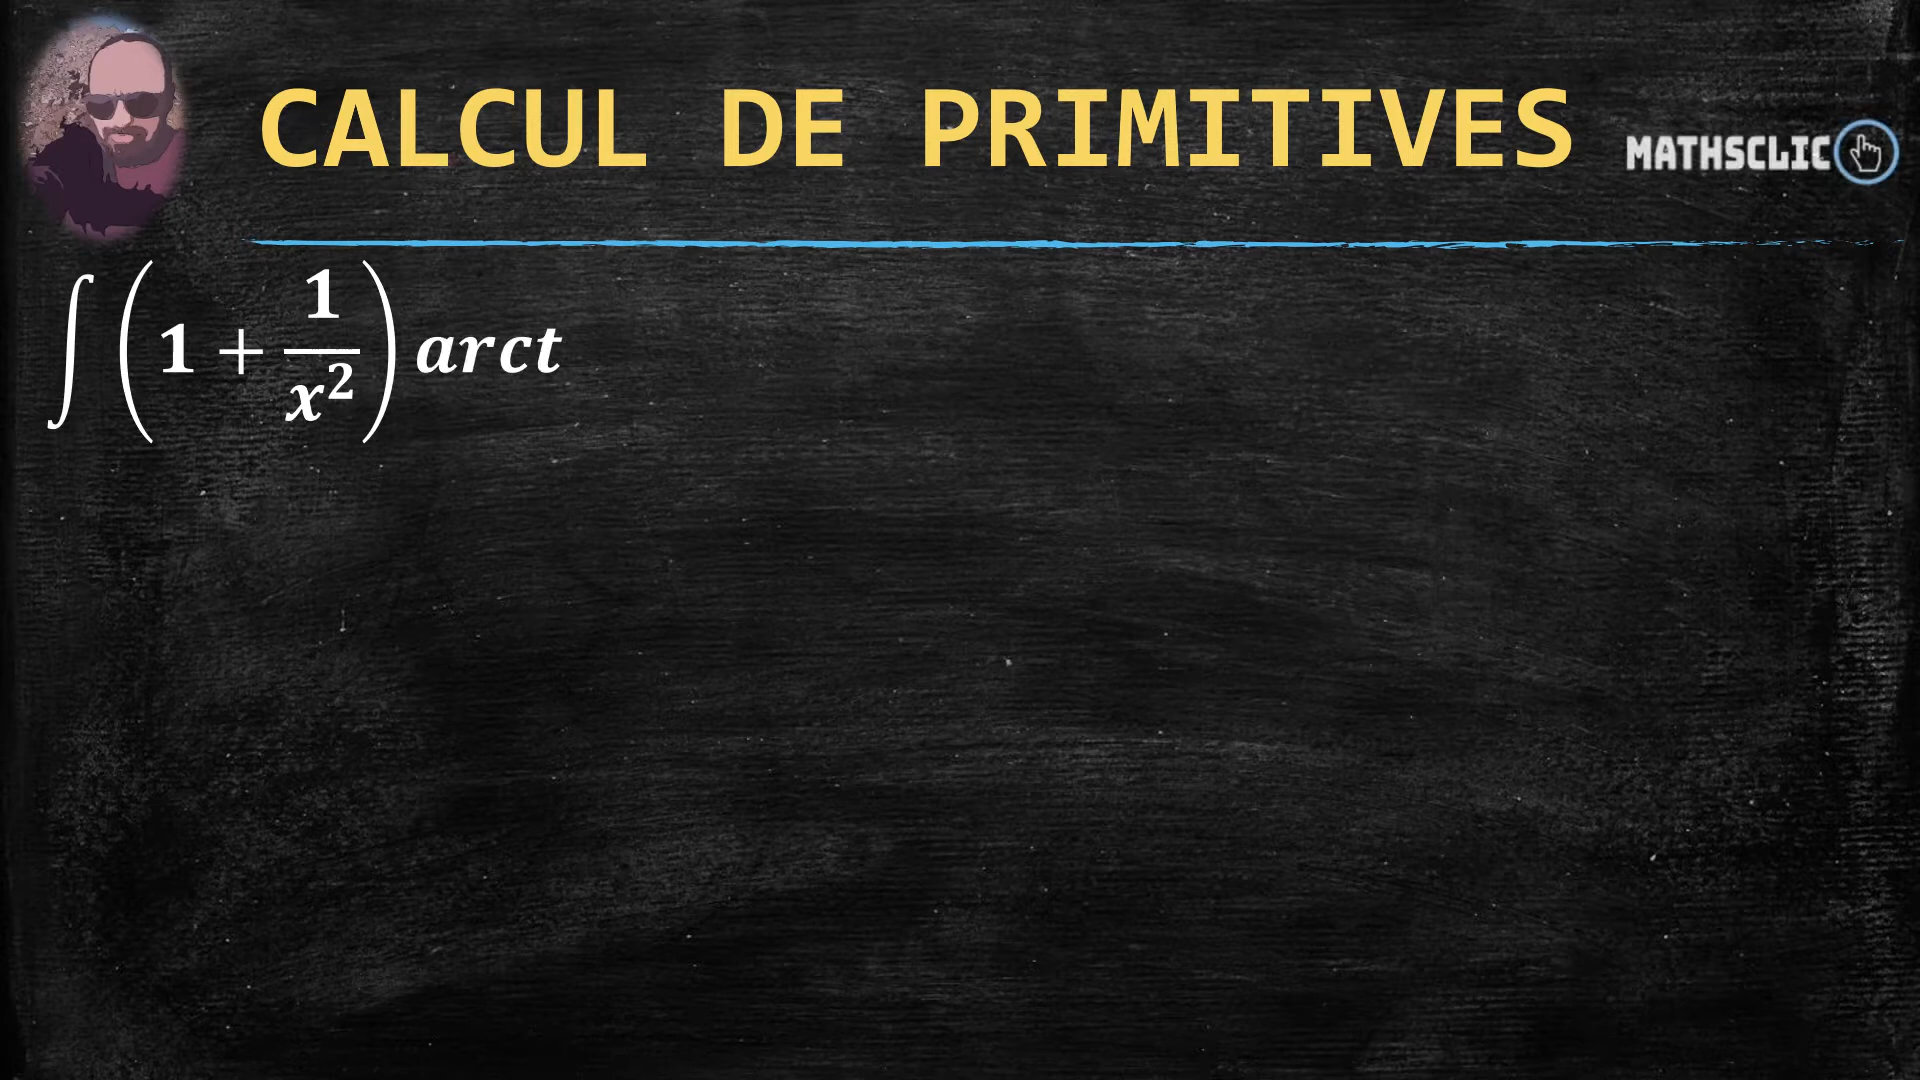 CALCUL DE PRIMITIVES
MATHSCLIC
∫ (1 + 1/x²) arct